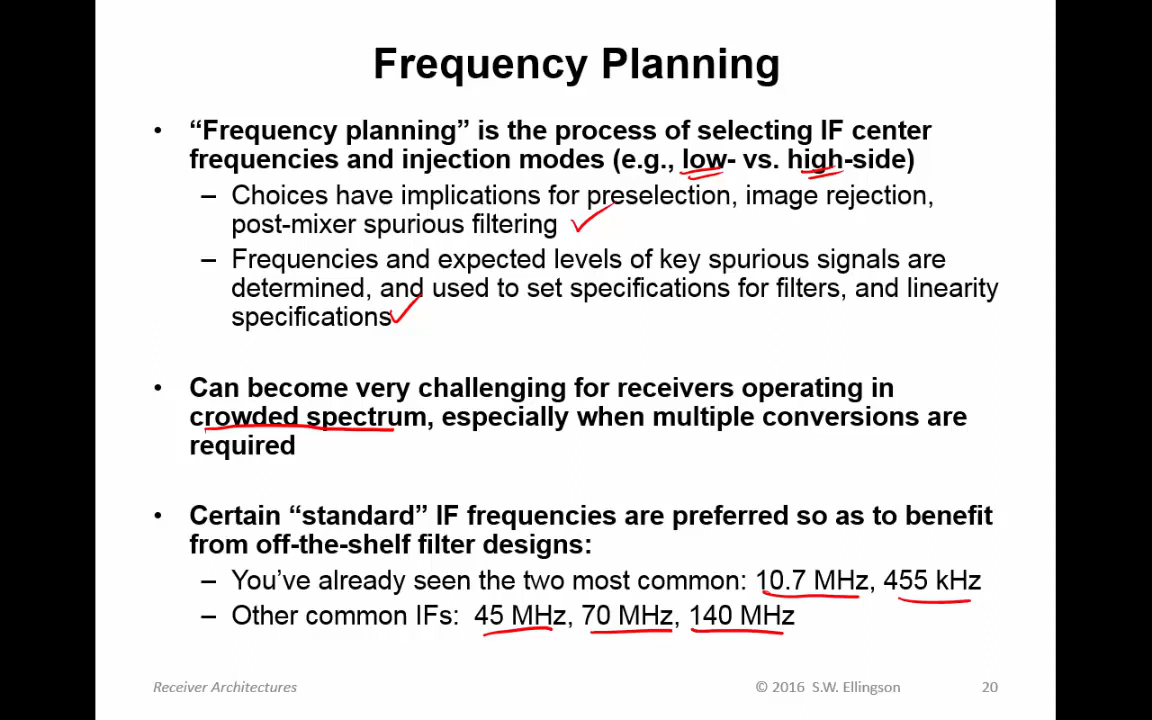 Frequency Planning
• “Frequency planning” is the process of selecting IF center
frequencies and injection modes (e.g., low- vs. high-side)
– Choices have implications for preselection, image rejection,
post-mixer spurious filtering
– Frequencies and expected levels of key spurious signals are
determined, and used to set specifications for filters, and linearity
specifications
• Can become very challenging for receivers operating in
crowded spectrum, especially when multiple conversions are
required
• Certain “standard” IF frequencies are preferred so as to benefit
from off-the-shelf filter designs:
– You’ve already seen the two most common: 10.7 MHz, 455 kHz
– Other common IFs: 45 MHz, 70 MHz, 140 MHz
Receiver Architectures © 2016 S.W. Ellingson 20